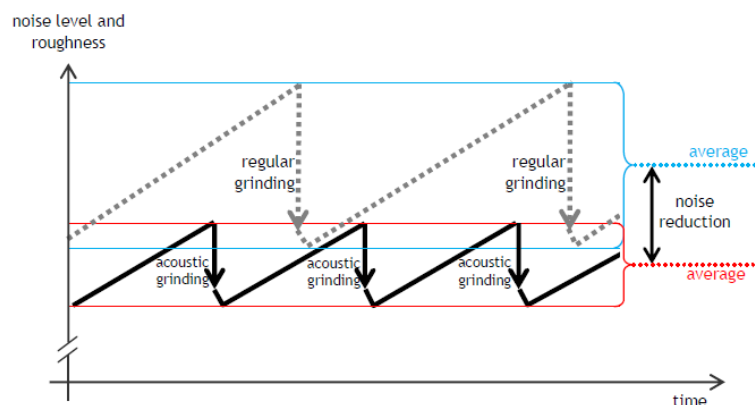 noise level and
roughness
regular
grinding
regular
grinding
average
noise
reduction
acoustic
grinding
acoustic
grinding
acoustic
grinding
average
time